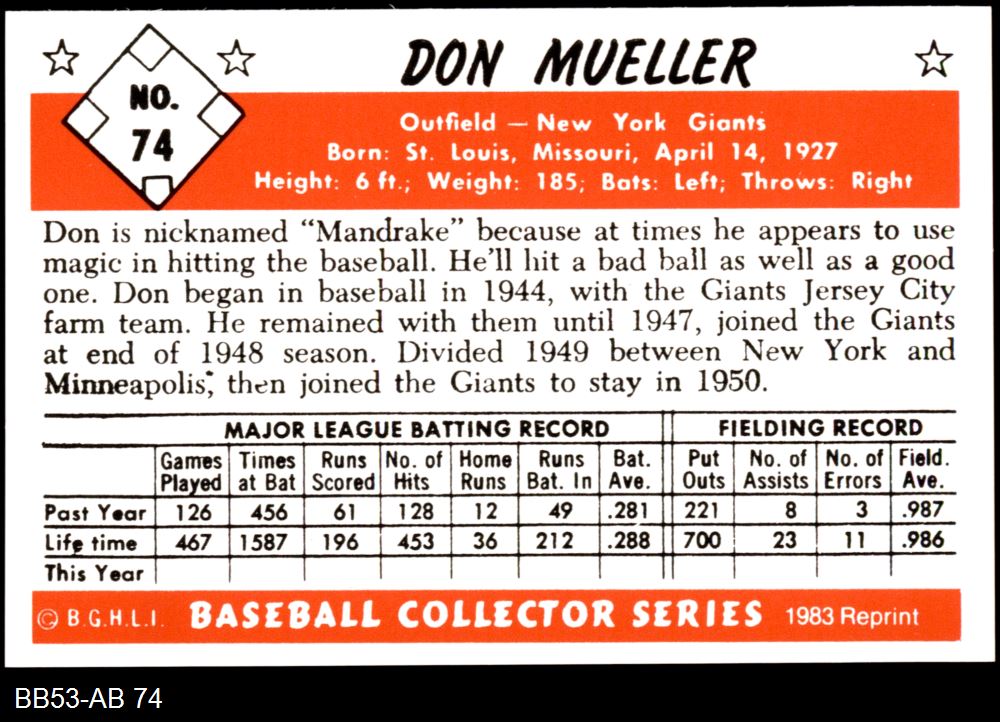 NO.
74
DON MUELLER
Outfield — New York Giants
Born: St. Louis, Missouri, April 14, 1927
Height: 6 ft.; Weight: 185; Bats: Left; Throws: Right
Don is nicknamed “Mandrake” because at times he appears to use
magic in hitting the baseball. He’ll hit a bad ball as well as a good
one. Don began in baseball in 1944, with the Giants Jersey City
farm team. He remained with them until 1947, joined the Giants
at end of 1948 season. Divided 1949 between New York and
Minneapolis; then joined the Giants to stay in 1950.
MAJOR LEAGUE BATTING RECORD FIELDING RECORD
Games Times Runs No. of Home Runs Bat. Put No. of No. of Field.
Played at Bat Scored Hits Runs Bat. In Ave. Outs Assists Errors Ave.
Past Year 126 456 61 128 12 49 .281 221 8 3 .987
Life time 467 1587 196 453 36 212 .288 700 23 11 .986
This Year
© B.G.H.L.I. BASEBALL COLLECTOR SERIES 1983 Reprint
BB53-AB 74